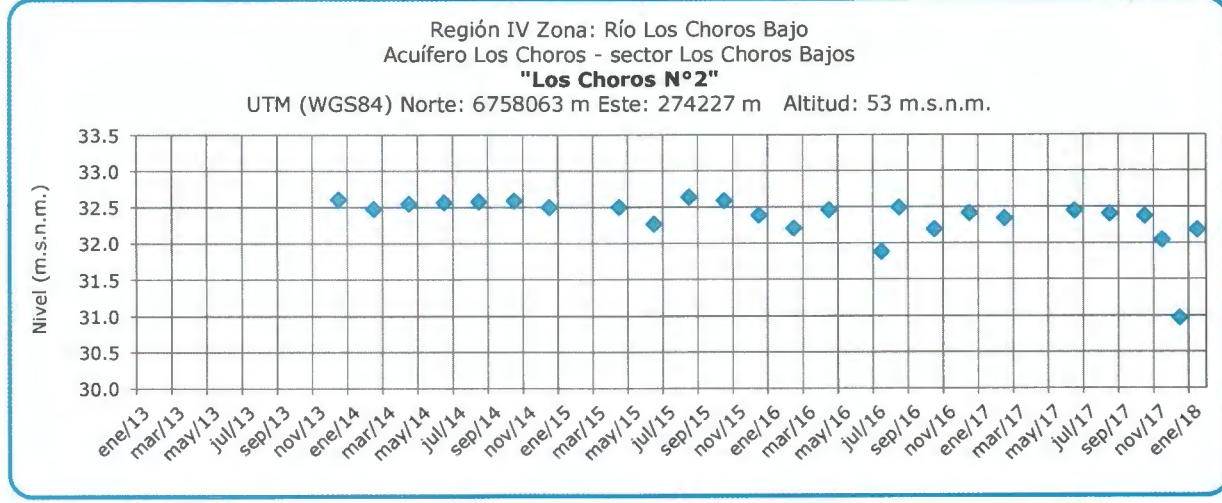 Región IV Zona: Río Los Choros Bajo
Acuífero Los Choros - sector Los Choros Bajos
"Los Choros N°2"
UTM (WGS84) Norte: 6758063 m Este: 274227 m Altitud: 53 m.s.n.m.
Nivel (m.s.n.m.)
33.5
33.0
32.5
32.0
31.5
31.0
30.5
30.0
ene/13
mar/13
may/13
jul/13
sep/13
nov/13
ene/14
mar/14
may/14
jul/14
sep/14
nov/14
ene/15
mar/15
may/15
jul/15
sep/15
nov/15
ene/16
mar/16
may/16
jul/16
sep/16
nov/16
ene/17
mar/17
may/17
jul/17
sep/17
nov/17
ene/18